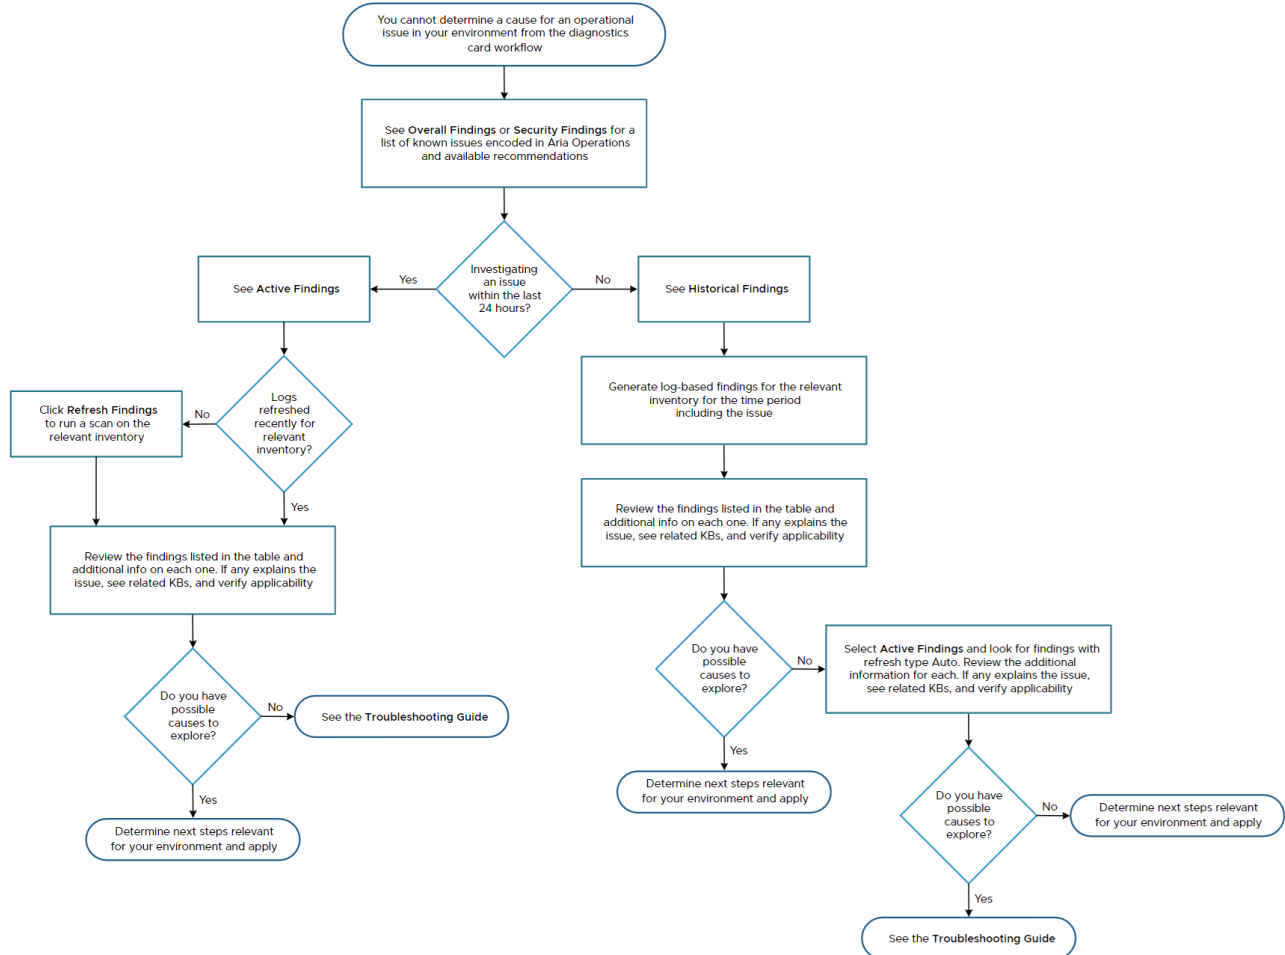 You cannot determine a cause for an operational
issue in your environment from the diagnostics
card workflow
See Overall Findings or Security Findings for a
list of known issues encoded in Aria Operations
and available recommendations
Investigating
an issue
within the last
24 hours?
Yes
No
See Active Findings
See Historical Findings
Logs
refreshed
recently for
relevant
inventory?
No
Yes
Click Refresh Findings
to run a scan on the
relevant inventory
Review the findings listed in the table and
additional info on each one. If any explains the
issue, see related KBs, and verify applicability
Do you have
possible
causes to
explore?
No
See the Troubleshooting Guide
Yes
Determine next steps relevant
for your environment and apply
Generate log-based findings for the relevant
inventory for the time period
including the issue
Review the findings listed in the table and
additional info on each one. If any explains the
issue, see related KBs, and verify applicability
Do you have
possible
causes to
explore?
No
Yes
Determine next steps relevant
for your environment and apply
Select Active Findings and look for findings with
refresh type Auto. Review the additional
information for each. If any explains the issue,
see related KBs, and verify applicability
Do you have
possible
causes to
explore?
No
Determine next steps relevant
for your environment and apply
Yes
See the Troubleshooting Guide